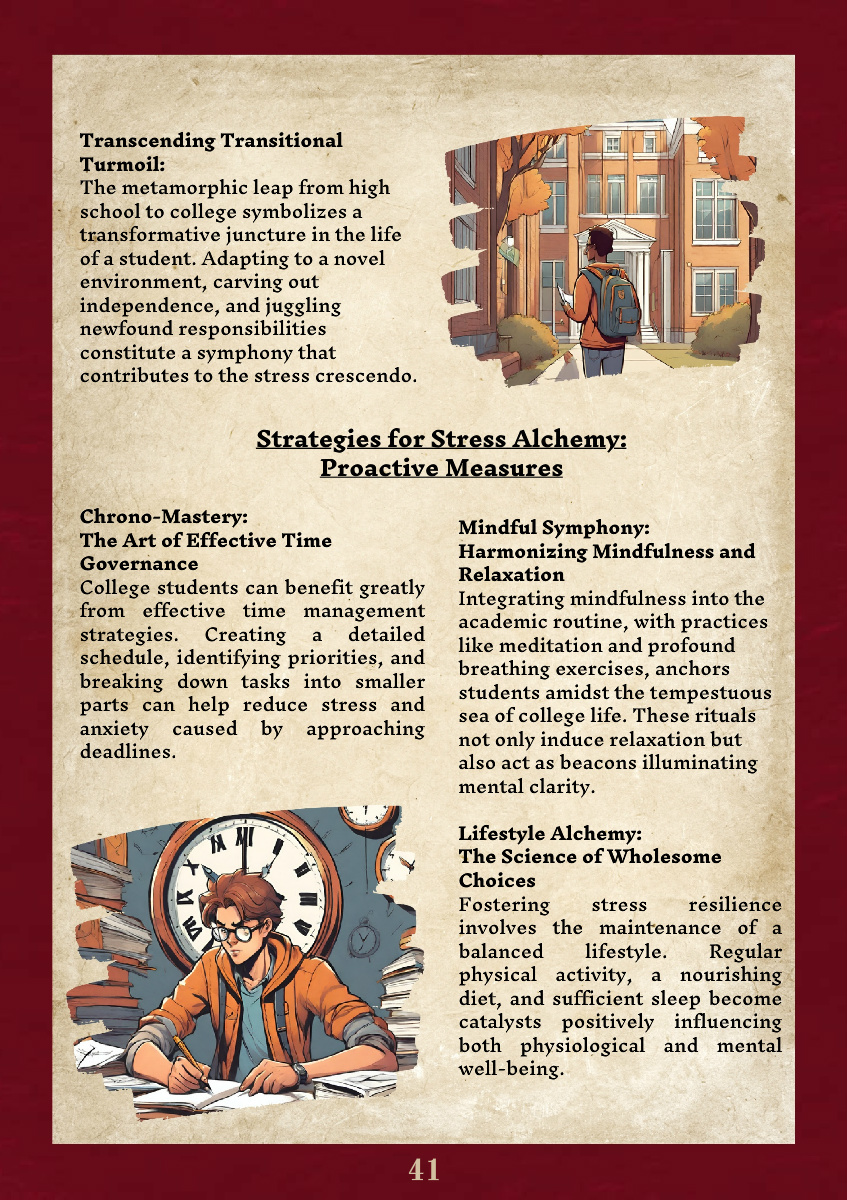 Transcending Transitional
Turmoil:
The metamorphic leap from high
school to college symbolizes a
transformative juncture in the life
of a student. Adapting to a novel
environment, carving out
independence, and juggling
newfound responsibilities
constitute a symphony that
contributes to the stress crescendo.
Strategies for Stress Alchemy:
Proactive Measures
Chrono-Mastery:
The Art of Effective Time
Governance
College students can benefit greatly
from effective time management
strategies. Creating a detailed
schedule, identifying priorities, and
breaking down tasks into smaller
parts can help reduce stress and
anxiety caused by approaching
deadlines.
Mindful Symphony:
Harmonizing Mindfulness and
Relaxation
Integrating mindfulness into the
academic routine, with practices
like meditation and profound
breathing exercises, anchors
students amidst the tempestuous
sea of college life. These rituals
not only induce relaxation but
also act as beacons illuminating
mental clarity.
Lifestyle Alchemy:
The Science of Wholesome
Choices
Fostering stress resilience
involves the maintenance of a
balanced lifestyle. Regular
physical activity, a nourishing
diet, and sufficient sleep become
catalysts positively influencing
both physiological and mental
well-being.
41